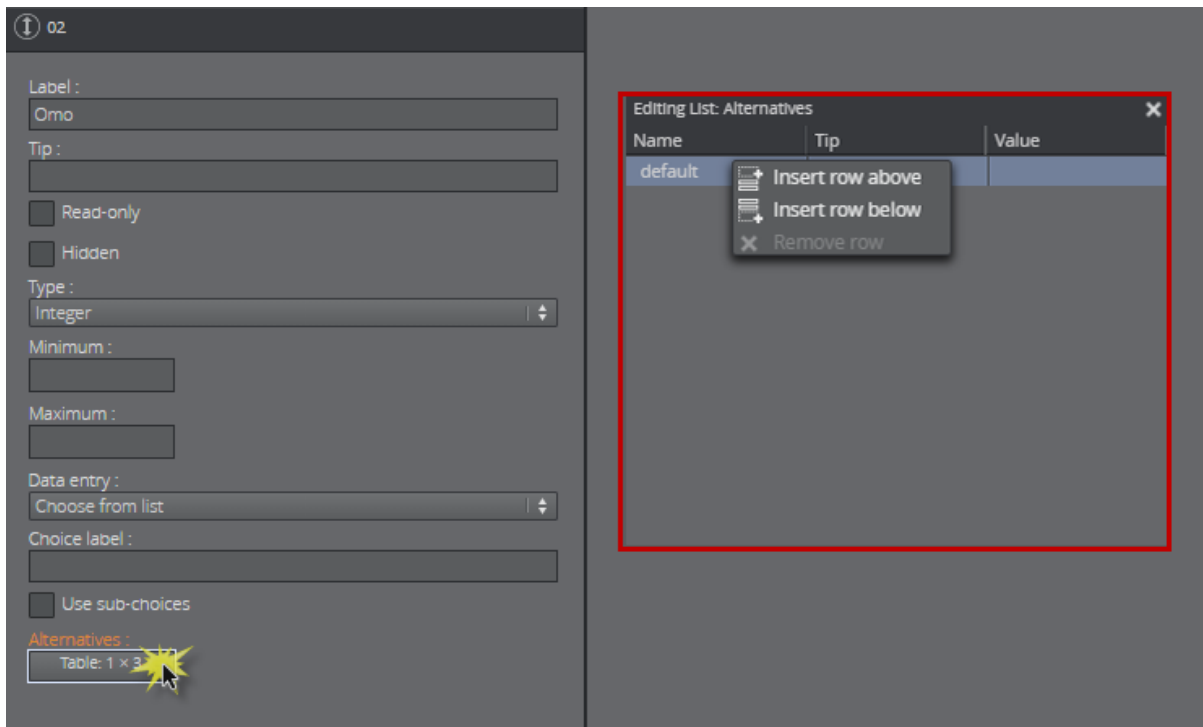 02
Label :
Omo
Tip :
Read-only
Hidden
Type :
Integer
Minimum :
Maximum :
Data entry :
Choose from list
Choice label :
Use sub-choices
Alternatives :
Table: 1 × 3
Editing List: Alternatives
Name Tip Value
default
Insert row above
Insert row below
Remove row